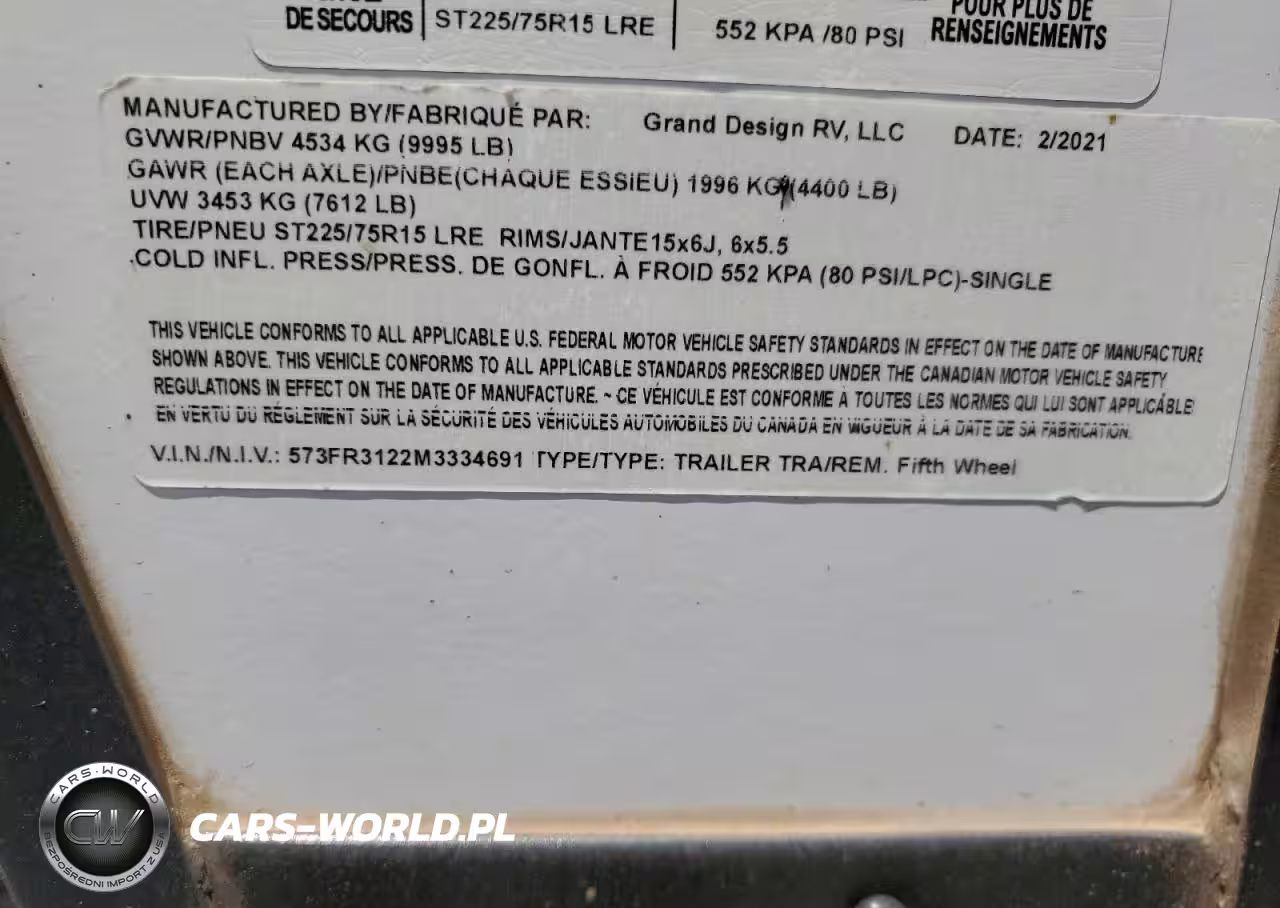 DE SECOURS ST225/75R15 LRE 552 KPA /80 PSI POUR PLUS DE
RENSEIGNEMENTS
MANUFACTURED BY/FABRIQUÉ PAR: Grand Design RV, LLC DATE: 2/2021
GVWR/PNBV 4534 KG (9995 LB)
GAWR (EACH AXLE)/PNBE(CHAQUE ESSIEU) 1996 KG (4400 LB)
UVW 3453 KG (7612 LB)
TIRE/PNEU ST225/75R15 LRE RIMS/JANTE15x6J, 6x5.5
COLD INFL. PRESS/PRESS. DE GONFL. À FROID 552 KPA (80 PSI/LPC)-SINGLE
THIS VEHICLE CONFORMS TO ALL APPLICABLE U.S. FEDERAL MOTOR VEHICLE SAFETY STANDARDS IN EFFECT ON THE DATE OF MANUFACTURE
SHOWN ABOVE. THIS VEHICLE CONFORMS TO ALL APPLICABLE STANDARDS PRESCRIBED UNDER THE CANADIAN MOTOR VEHICLE SAFETY
REGULATIONS IN EFFECT ON THE DATE OF MANUFACTURE. ~ CE VÉHICULE EST CONFORME À TOUTES LES NORMES QUI LUI SONT APPLICABLE
EN VERTU DU RÉGLEMENT SUR LA SÉCURITÉ DES VÉHICULES AUTOMOBILES DU CANADA EN VIGUEUR À LA DATE DE SA FABRICATION.
V.I.N./N.I.V.: 573FR3122M3334691 TYPE/TYPE: TRAILER TRA/REM. Fifth Wheel
CARS-WORLD
CW
BEZPOŚREDNI IMPORT Z USA
CARS-WORLD.PL